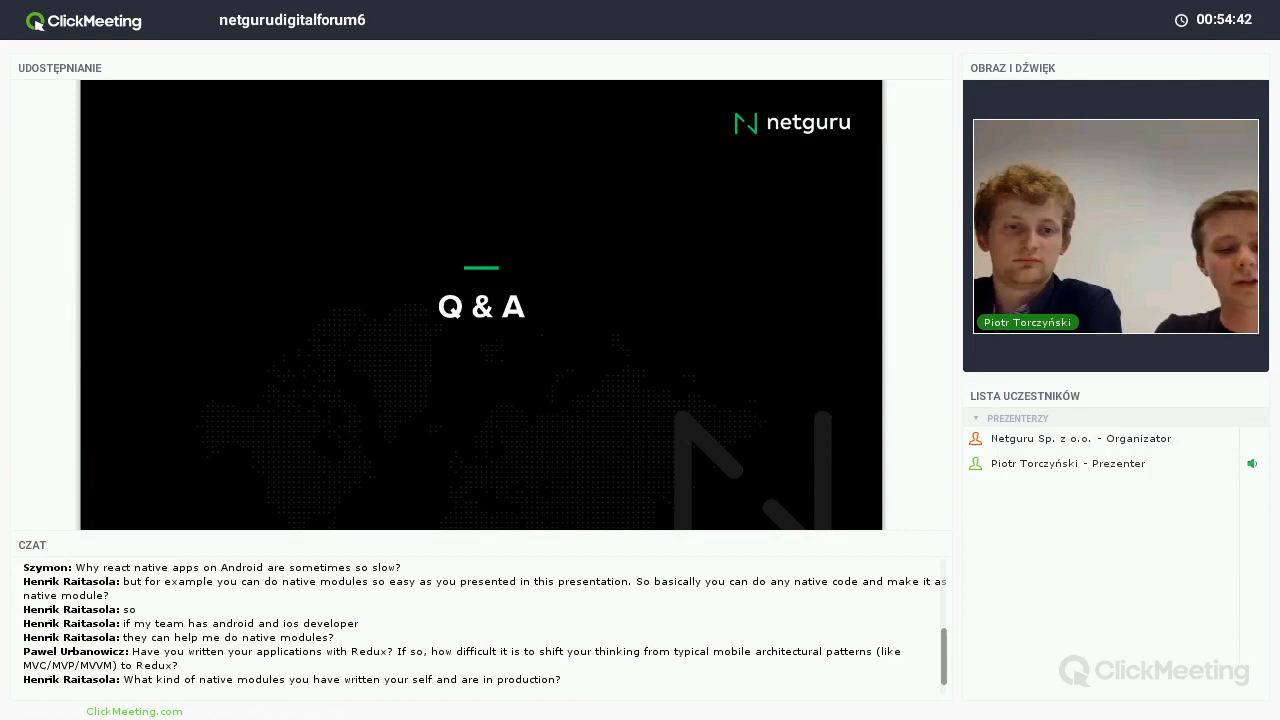 ClickMeeting
netgurudigitalforum6
00:54:42
UDOSTĘPNIANIE
netguru
Q & A
OBRAZ I DŹWIĘK
Piotr Torczyński
LISTA UCZESTNIKÓW
PREZENTERZY
Netguru Sp. z o.o. - Organizator
Piotr Torczyński - Prezenter
CZAT
Szymon: Why react native apps on Android are sometimes so slow?
Henrik Raitasola: but for example you can do native modules so easy as you presented in this presentation. So basically you can do any native code and make it as
native module?
Henrik Raitasola: so
Henrik Raitasola: if my team has android and ios developer
Henrik Raitasola: they can help me do native modules?
Pawel Urbanowicz: Have you written your applications with Redux? If so, how difficult it is to shift your thinking from typical mobile architectural patterns (like
MVC/MVP/MVVM) to Redux?
Henrik Raitasola: What kind of native modules you have written your self and are in production?
ClickMeeting
ClickMeeting.com